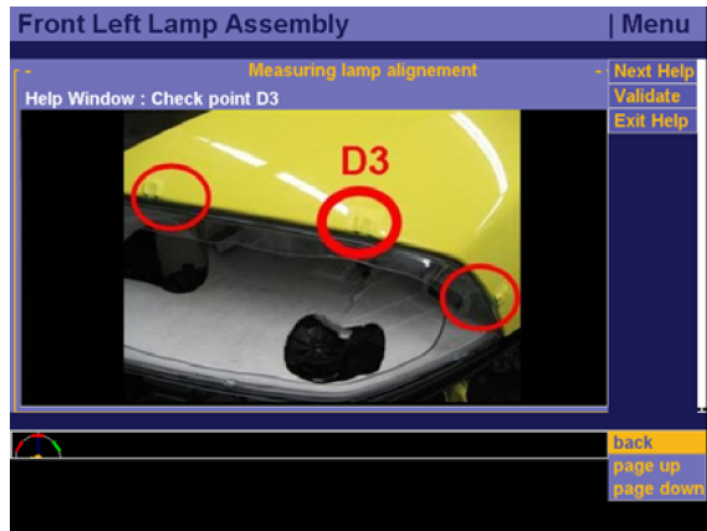 Front Left Lamp Assembly
| Menu
Measuring lamp alignement
Next Help
Help Window : Check point D3
Validate
Exit Help
D3
back
page up
page down